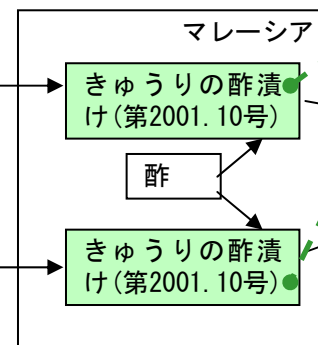 マレーシア
きゅうりの酢漬
け(第2001.10号)
酢
きゅうりの酢漬
け(第2001.10号)